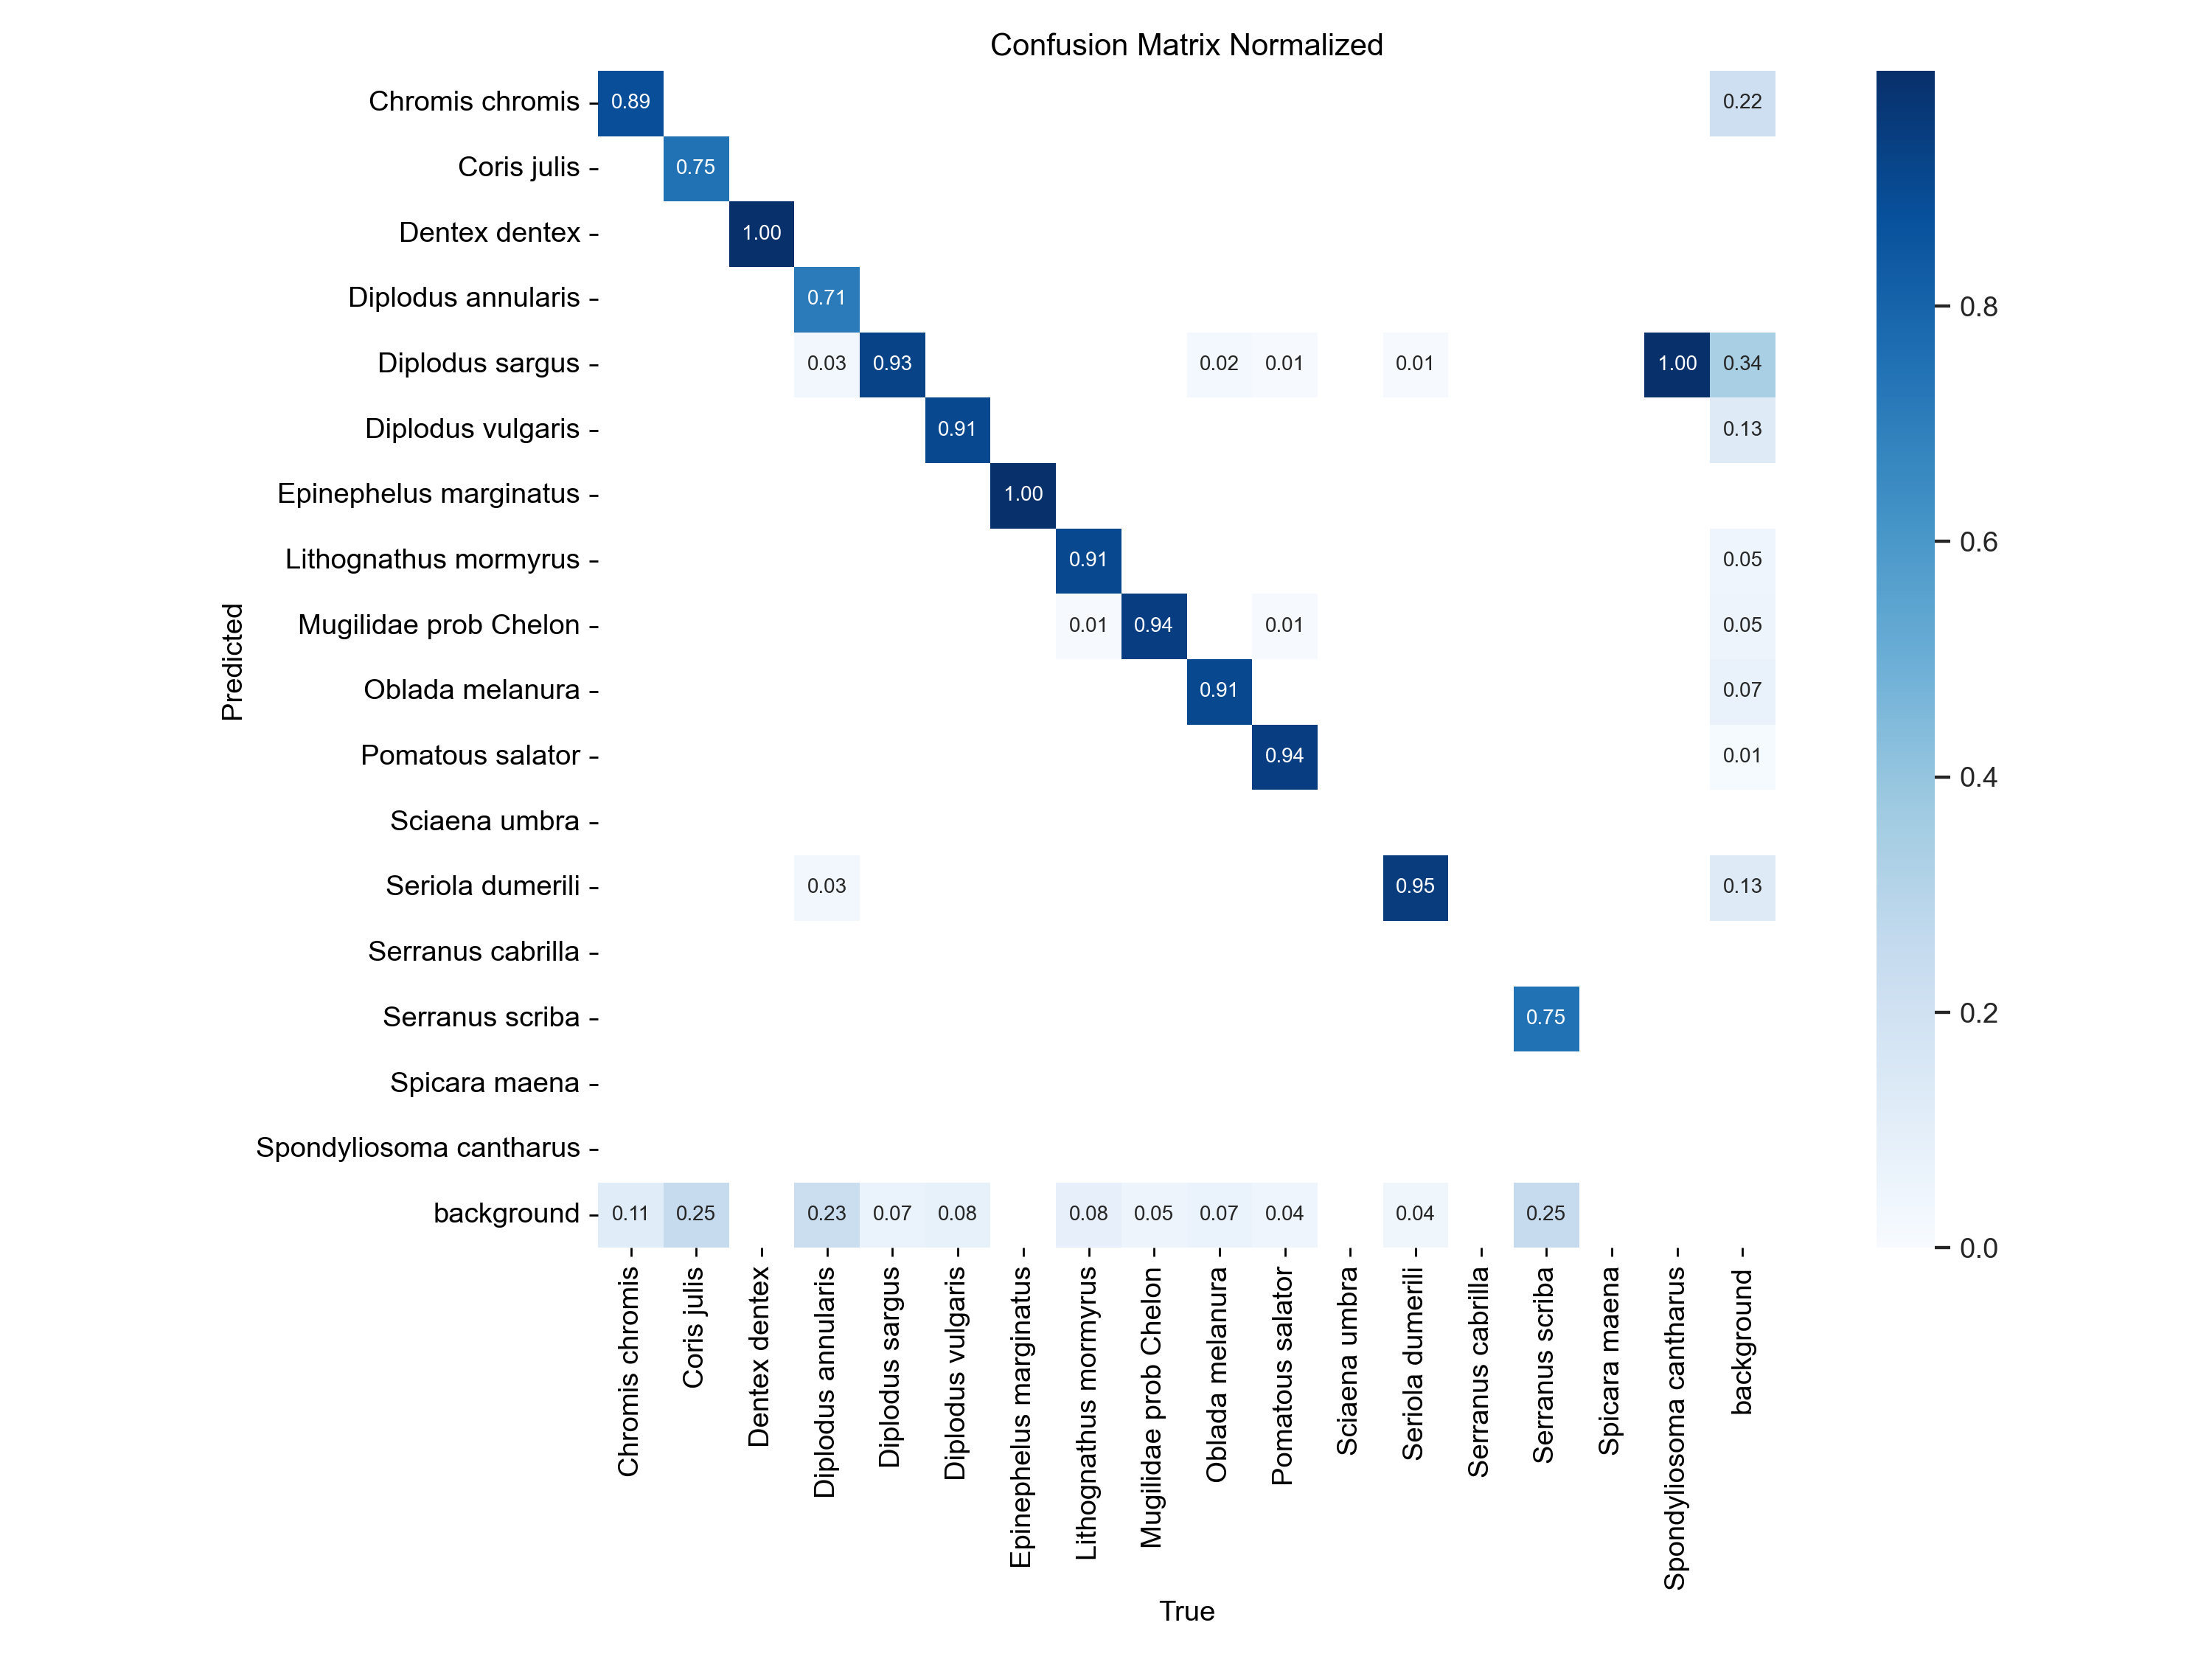 Confusion Matrix Normalized
Chromis chromis 0.89 0.22
Coris julis 0.75
Dentex dentex 1.00
Diplodus annularis 0.71
Diplodus sargus 0.03 0.93 0.02 0.01 0.01 1.00 0.34
Diplodus vulgaris 0.91 0.13
Epinephelus marginatus 1.00
Lithognathus mormyrus 0.91 0.05
Mugilidae prob Chelon 0.01 0.94 0.01 0.05
Oblada melanura 0.91 0.07
Pomatous salator 0.94 0.01
Sciaena umbra
Seriola dumerili 0.03 0.95 0.13
Serranus cabrilla
Serranus scriba 0.75
Spicara maena
Spondyliosoma cantharus
background 0.11 0.25 0.23 0.07 0.08 0.08 0.05 0.07 0.04 0.04 0.25
Predicted
Chromis chromis
Coris julis
Dentex dentex
Diplodus annularis
Diplodus sargus
Diplodus vulgaris
Epinephelus marginatus
Lithognathus mormyrus
Mugilidae prob Chelon
Oblada melanura
Pomatous salator
Sciaena umbra
Seriola dumerili
Serranus cabrilla
Serranus scriba
Spicara maena
Spondyliosoma cantharus
background
True
0.8
0.6
0.4
0.2
0.0